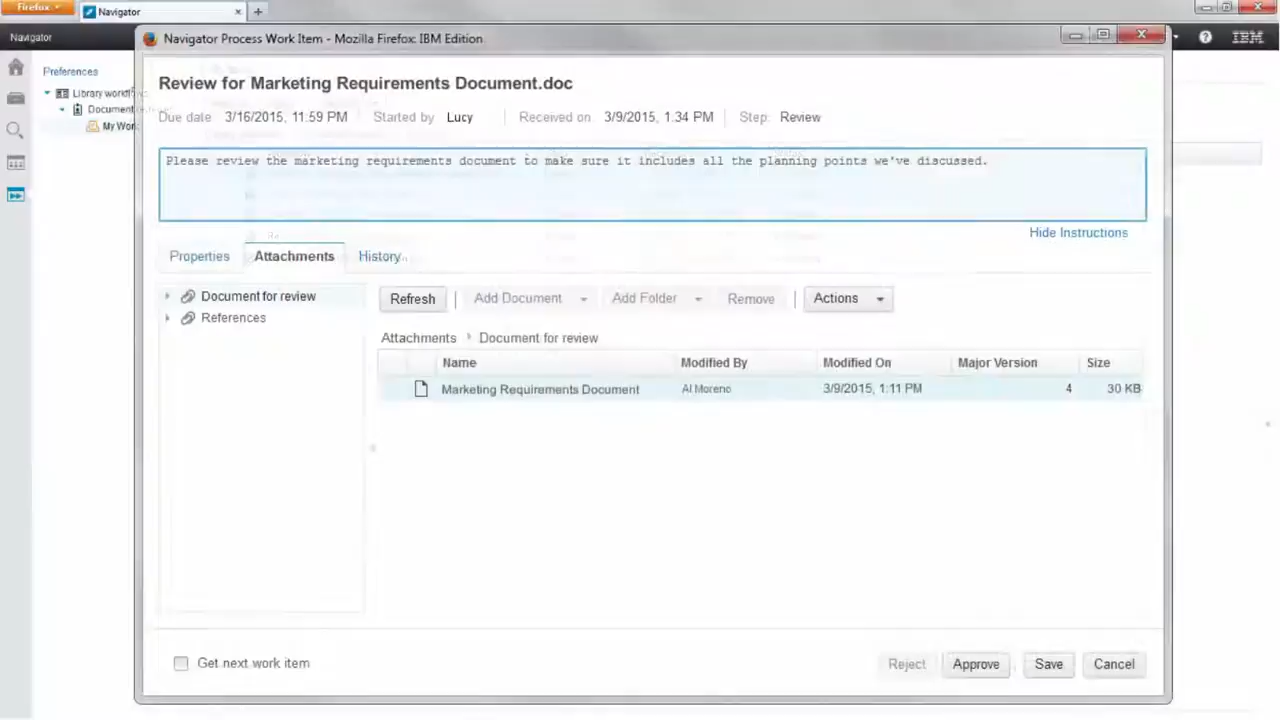 Firefox
Navigator
Navigator
IBM
Navigator Process Work Item - Mozilla Firefox: IBM Edition
Preferences
Library workfl
Document
My Work
Review for Marketing Requirements Document.doc
Due date 3/16/2015, 11:59 PM Started by Lucy Received on 3/9/2015, 1:34 PM Step: Review
Please review the marketing requirements document to make sure it includes all the planning points we've discussed.
Hide Instructions
Properties Attachments History
Document for review
References
Refresh Add Document Add Folder Remove Actions
Attachments Document for review
Name Modified By Modified On Major Version Size
Marketing Requirements Document Al Moreno 3/9/2015, 1:11 PM 4 30 KB
Get next work item
Reject Approve Save Cancel